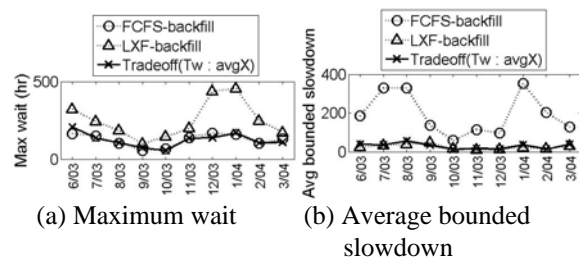 FCFS-backfill
LXF-backfill
Tradeoff(Tw : avgX)
Max wait (hr)
500
0
6/03 7/03 8/03 9/03 10/03 11/03 12/03 1/04 2/04 3/04
(a) Maximum wait
FCFS-backfill
LXF-backfill
Tradeoff(Tw : avgX)
Avg bounded slowdown
400
200
0
6/03 7/03 8/03 9/03 10/03 11/03 12/03 1/04 2/04 3/04
(b) Average bounded
slowdown